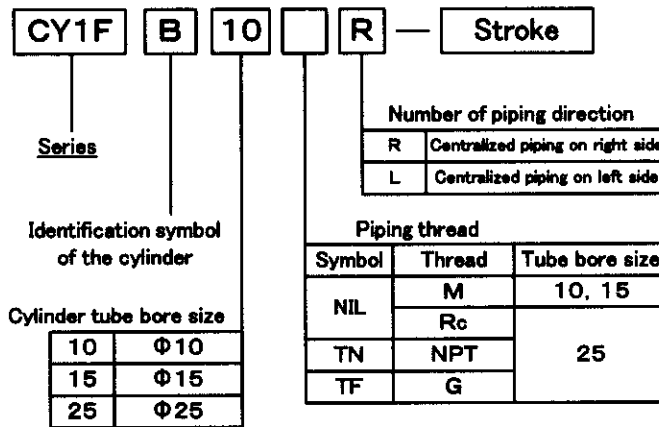 CY1F B 10 R — Stroke
Number of piping direction
R Centralized piping on right side
L Centralized piping on left side
Series
Identification symbol
of the cylinder
Piping thread
Symbol Thread Tube bore size
NIL M 10, 15
Rc
TN NPT 25
TF G
Cylinder tube bore size
10 Φ10
15 Φ15
25 Φ25